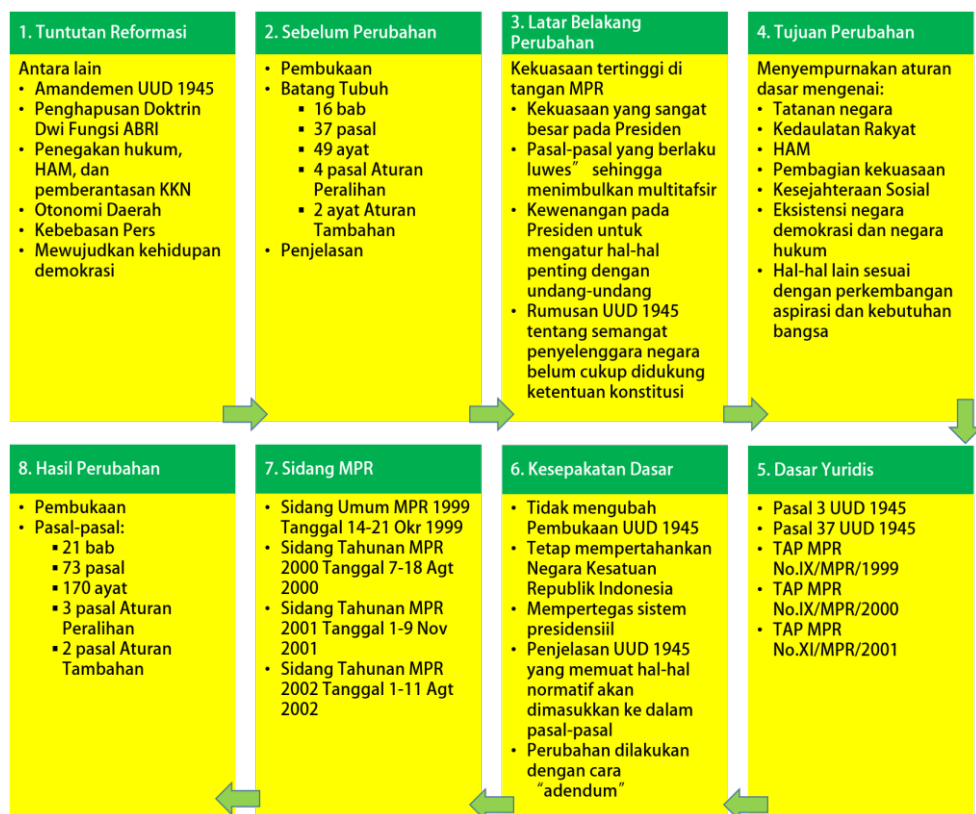 1. Tuntutan Reformasi
Antara lain
• Amandemen UUD 1945
• Penghapusan Doktrin
Dwi Fungsi ABRI
• Penegakan hukum,
HAM, dan
pemberantasan KKN
• Otonomi Daerah
• Kebebasan Pers
• Mewujudkan kehidupan
demokrasi
2. Sebelum Perubahan
• Pembukaan
• Batang Tubuh
▪ 16 bab
▪ 37 pasal
▪ 49 ayat
▪ 4 pasal Aturan
Peralihan
▪ 2 ayat Aturan
Tambahan
• Penjelasan
3. Latar Belakang
Perubahan
Kekuasaan tertinggi di
tangan MPR
• Kekuasaan yang sangat
besar pada Presiden
• Pasal-pasal yang berlaku
luwes” sehingga
menimbulkan multitafsir
• Kewenangan pada
Presiden untuk
mengatur hal-hal
penting dengan
undang-undang
• Rumusan UUD 1945
tentang semangat
penyelenggara negara
belum cukup didukung
ketentuan konstitusi
4. Tujuan Perubahan
Menyempurnakan aturan
dasar mengenai:
• Tatanan negara
• Kedaulatan Rakyat
• HAM
• Pembagian kekuasaan
• Kesejahteraan Sosial
• Eksistensi negara
demokrasi dan negara
hukum
• Hal-hal lain sesuai
dengan perkembangan
aspirasi dan kebutuhan
bangsa
5. Dasar Yuridis
• Pasal 3 UUD 1945
• Pasal 37 UUD 1945
• TAP MPR
No.IX/MPR/1999
• TAP MPR
No.IX/MPR/2000
• TAP MPR
No.XI/MPR/2001
6. Kesepakatan Dasar
• Tidak mengubah
Pembukaan UUD 1945
• Tetap mempertahankan
Negara Kesatuan
Republik Indonesia
• Mempertegas sistem
presidensiil
• Penjelasan UUD 1945
yang memuat hal-hal
normatif akan
dimasukkan ke dalam
pasal-pasal
• Perubahan dilakukan
dengan cara
“adendum”
7. Sidang MPR
• Sidang Umum MPR 1999
Tanggal 14-21 Okr 1999
• Sidang Tahunan MPR
2000 Tanggal 7-18 Agt
2000
• Sidang Tahunan MPR
2001 Tanggal 1-9 Nov
2001
• Sidang Tahunan MPR
2002 Tanggal 1-11 Agt
2002
8. Hasil Perubahan
• Pembukaan
• Pasal-pasal:
▪ 21 bab
▪ 73 pasal
▪ 170 ayat
▪ 3 pasal Aturan
Peralihan
▪ 2 pasal Aturan
Tambahan